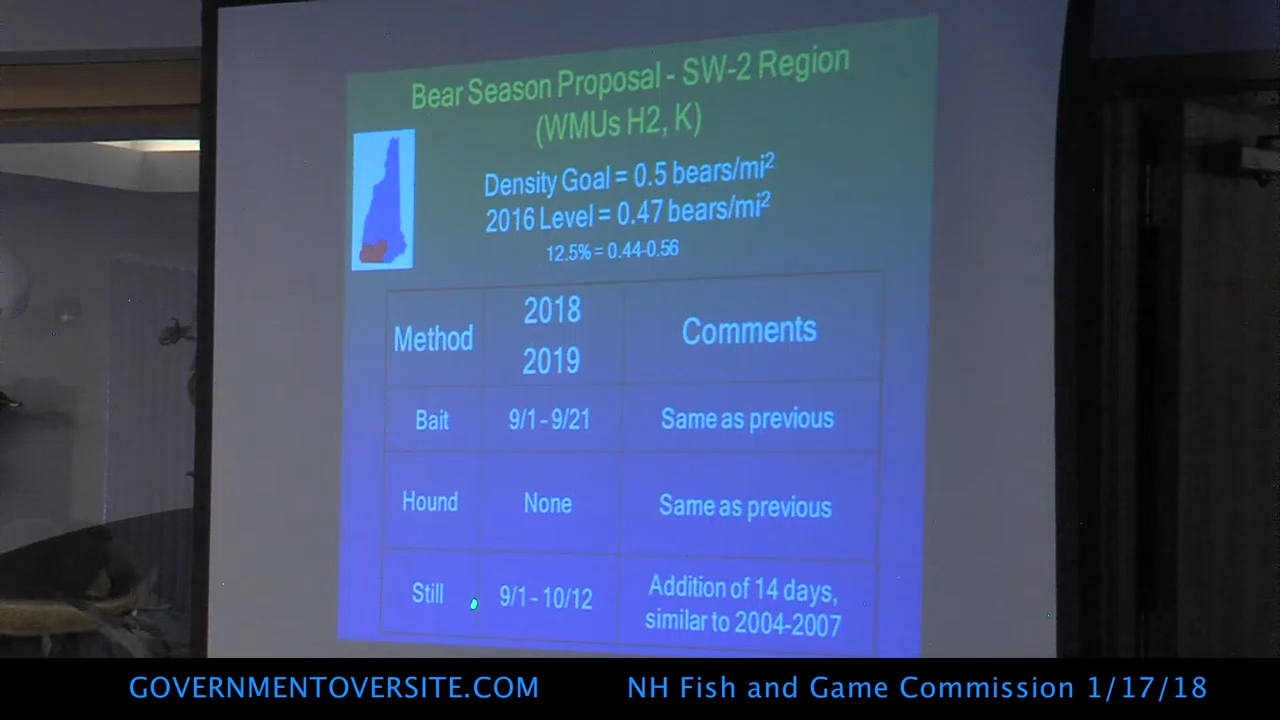 Bear Season Proposal - SW-2 Region
(WMUs H2, K)
Density Goal = 0.5 bears/mi²
2016 Level = 0.47 bears/mi²
12.5% = 0.44-0.56
Method
2018
2019
Comments
Bait
9/1 - 9/21
Same as previous
Hound
None
Same as previous
Still
9/1 - 10/12
Addition of 14 days,
similar to 2004-2007
GOVERNMENTOVERSITE.COM
NH Fish and Game Commission 1/17/18